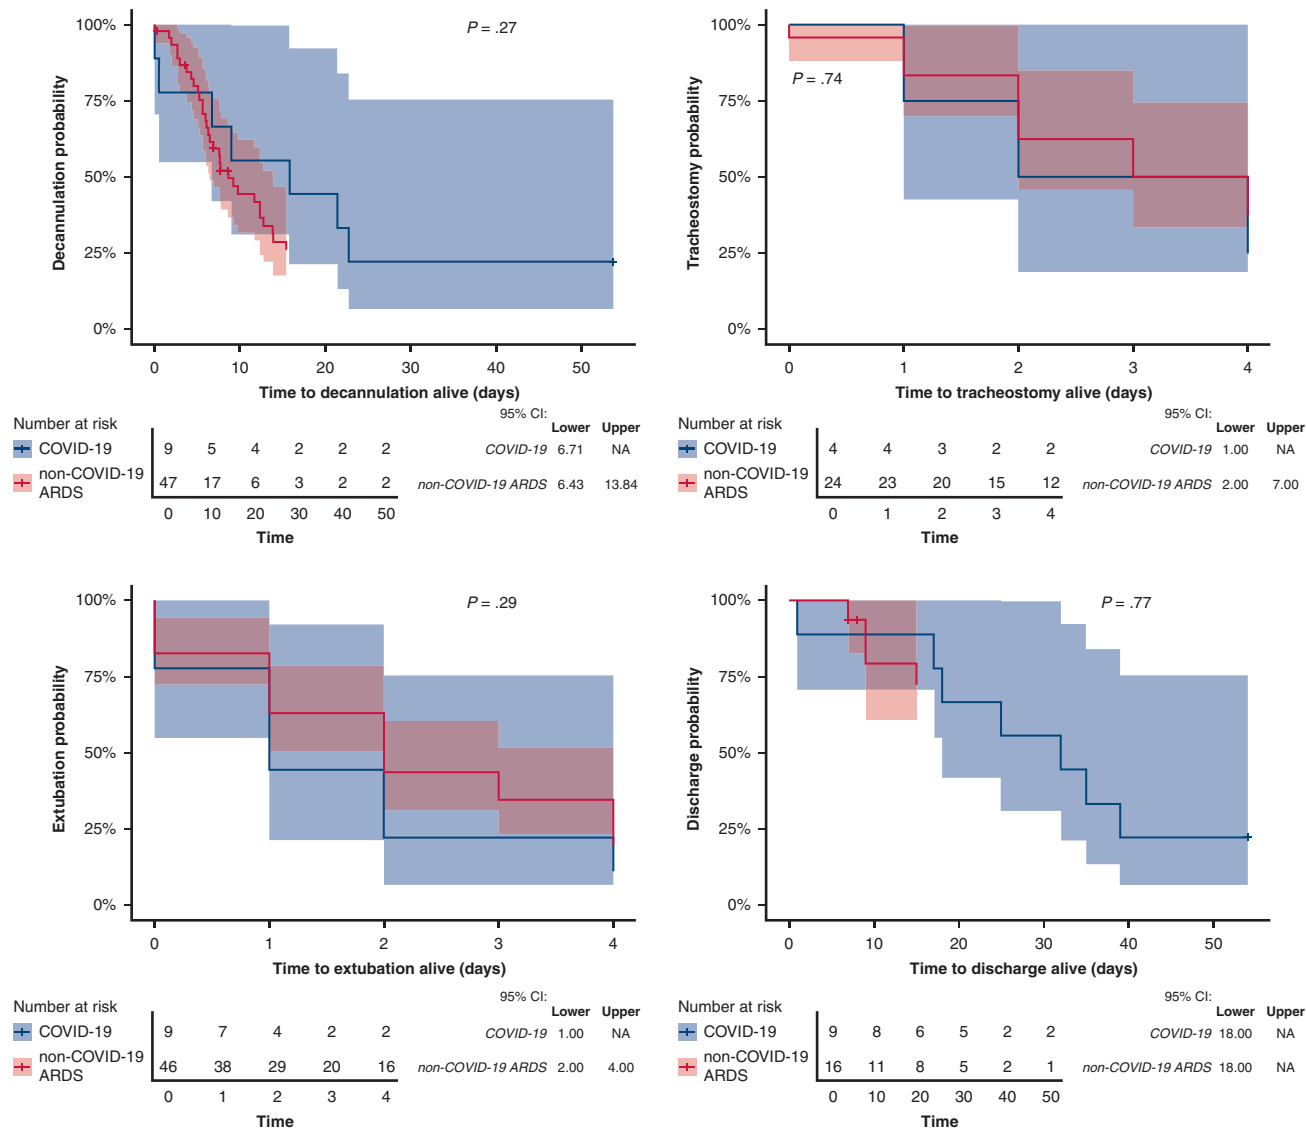 100%
75%
50%
25%
0%
Decannulation probability
P = .27
0 10 20 30 40 50
Time to decannulation alive (days)
Number at risk
COVID-19
non-COVID-19
ARDS
9 5 4 2 2 2
47 17 6 3 2 2
0 10 20 30 40 50
Time
95% CI:
Lower Upper
COVID-19 6.71 NA
non-COVID-19 ARDS 6.43 13.84
100%
75%
50%
25%
0%
Tracheostomy probability
P = .74
0 1 2 3 4
Time to tracheostomy alive (days)
Number at risk
COVID-19
non-COVID-19
ARDS
4 4 3 2 2
24 23 20 15 12
0 1 2 3 4
Time
95% CI:
Lower Upper
COVID-19 1.00 NA
non-COVID-19 ARDS 2.00 7.00
100%
75%
50%
25%
0%
Extubation probability
P = .29
0 1 2 3 4
Time to extubation alive (days)
Number at risk
COVID-19
non-COVID-19
ARDS
9 7 4 2 2
46 38 29 20 16
0 1 2 3 4
Time
95% CI:
Lower Upper
COVID-19 1.00 NA
non-COVID-19 ARDS 2.00 4.00
100%
75%
50%
25%
0%
Discharge probability
P = .77
0 10 20 30 40 50
Time to discharge alive (days)
Number at risk
COVID-19
non-COVID-19
ARDS
9 8 6 5 2 2
16 11 8 5 2 1
0 10 20 30 40 50
Time
95% CI:
Lower Upper
COVID-19 18.00 NA
non-COVID-19 ARDS 18.00 NA